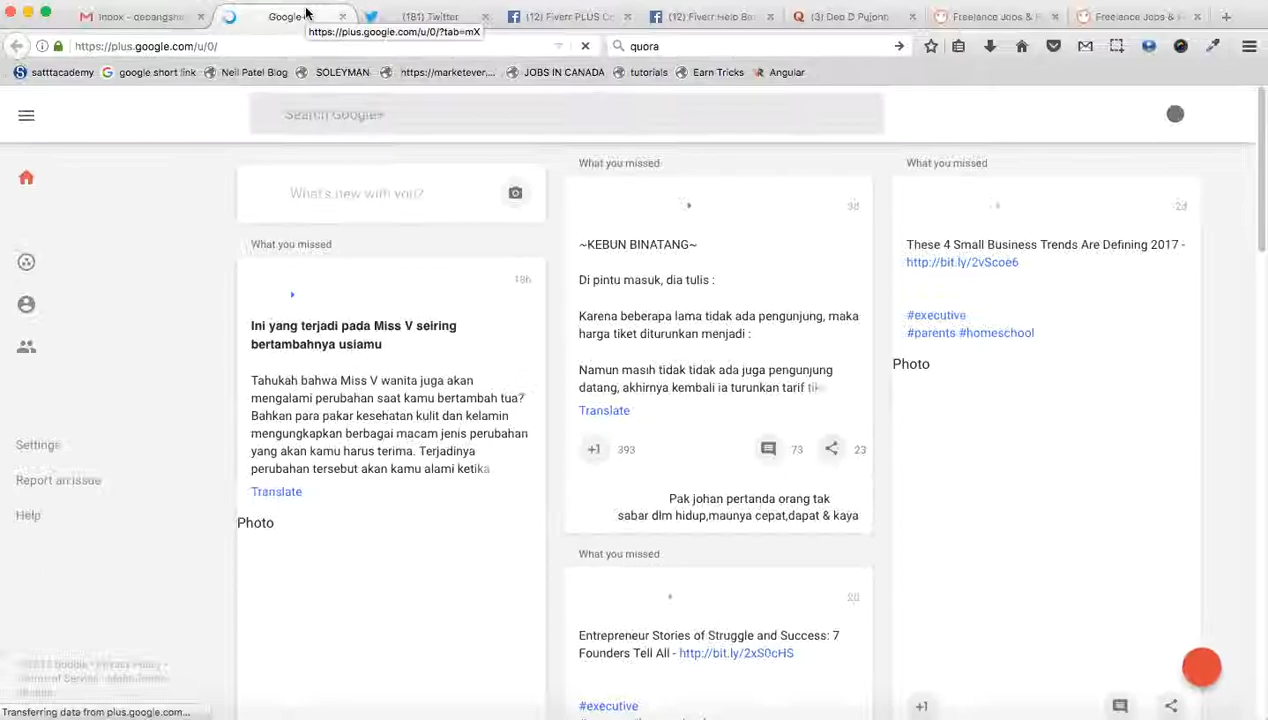 Inbox - debangshu
Google+
(181) Twitter
(12) Fiverr PLUS Co
(12) Fiverr Help Bo
(3) Deb D Pujohn
Freelance Jobs & F
Freelance Jobs & F
https://plus.google.com/u/0/?tab=mX
https://plus.google.com/u/0/
quora
satttacademy
google short link
Neil Patel Blog
SOLEYMAN
https://marketever....
JOBS IN CANADA
tutorials
Earn Tricks
Angular
Search Google+
What's new with you?
What you missed
18h
Ini yang terjadi pada Miss V seiring
bertambahnya usiamu
Tahukah bahwa Miss V wanita juga akan
mengalami perubahan saat kamu bertambah tua?
Bahkan para pakar kesehatan kulit dan kelamin
mengungkapkan berbagai macam jenis perubahan
yang akan kamu harus terima. Terjadinya
perubahan tersebut akan kamu alami ketika
Translate
Photo
What you missed
3d
~KEBUN BINATANG~
Di pintu masuk, dia tulis :
Karena beberapa lama tidak ada pengunjung, maka
harga tiket diturunkan menjadi :
Namun masih tidak tidak ada juga pengunjung
datang, akhirnya kembali ia turunkan tarif
Translate
+1 393 73 23
Pak johan pertanda orang tak
sabar dlm hidup,maunya cepat,dapat & kaya
What you missed
2d
Entrepreneur Stories of Struggle and Success: 7
Founders Tell All - http://bit.ly/2xS0cHS
#executive
What you missed
2d
These 4 Small Business Trends Are Defining 2017 -
http://bit.ly/2vScoe6
#executive
#parents #homeschool
Photo
+1
Settings
Report an issue
Help
Transferring data from plus.google.com...